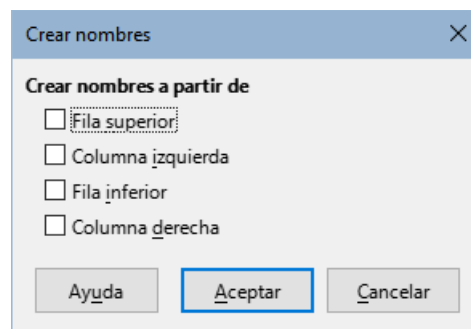 Crear nombres
Crear nombres a partir de
Fila superior
Columna izquierda
Fila inferior
Columna derecha
Ayuda Aceptar Cancelar